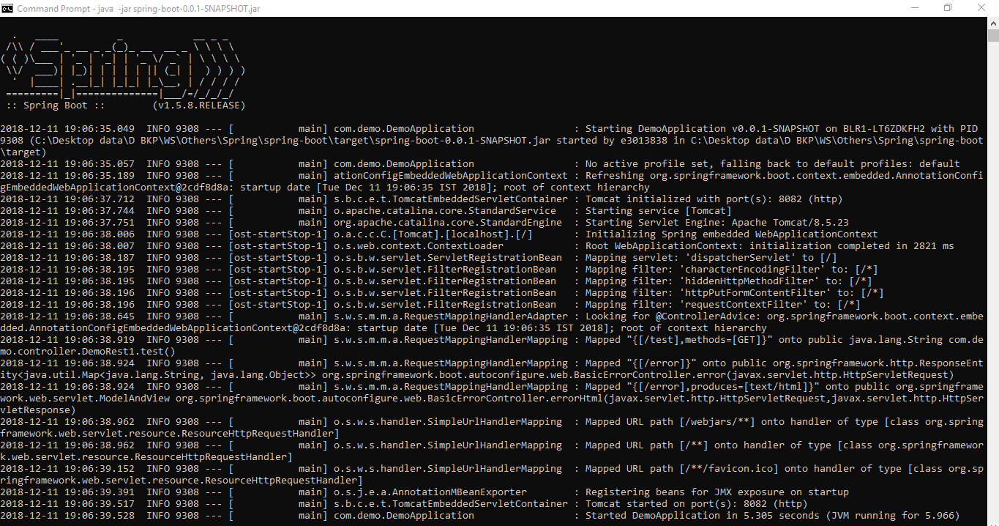 Command Prompt - java  -jar spring-boot-0.0.1-SNAPSHOT.jar
  .   ____          _            __ _ _
 /\\ / ___'_ __ _ _(_)_ __  __ _ \ \ \ \
( ( )\___ | '_ | '_| | '_ \/ _` | \ \ \ \
 \\/  ___)| |_)| | | | | || (_| |  ) ) ) )
  '  |____| .__|_| |_|_| |_\__, | / / / /
 =========|_|==============|___/=/_/_/_/
 :: Spring Boot ::        (v1.5.8.RELEASE)
2018-12-11 19:06:35.049  INFO 9308 --- [           main] com.demo.DemoApplication                 : Starting DemoApplication v0.0.1-SNAPSHOT on BLR1-LT6ZDKFH2 with PID
9308 (C:\Desktop data\D BKP\WS\Others\Spring\spring-boot\target\spring-boot-0.0.1-SNAPSHOT.jar started by e3013838 in C:\Desktop data\D BKP\WS\Others\Spring\spring-boot
\target)
2018-12-11 19:06:35.057  INFO 9308 --- [           main] com.demo.DemoApplication                 : No active profile set, falling back to default profiles: default
2018-12-11 19:06:35.189  INFO 9308 --- [           main] ationConfigEmbeddedWebApplicationContext : Refreshing org.springframework.boot.context.embedded.AnnotationConfi
gEmbeddedWebApplicationContext@2cdf8d8a: startup date [Tue Dec 11 19:06:35 IST 2018]; root of context hierarchy
2018-12-11 19:06:37.712  INFO 9308 --- [           main] s.b.c.e.t.TomcatEmbeddedServletContainer : Tomcat initialized with port(s): 8082 (http)
2018-12-11 19:06:37.744  INFO 9308 --- [           main] o.apache.catalina.core.StandardService   : Starting service [Tomcat]
2018-12-11 19:06:37.751  INFO 9308 --- [           main] org.apache.catalina.core.StandardEngine  : Starting Servlet Engine: Apache Tomcat/8.5.23
2018-12-11 19:06:38.006  INFO 9308 --- [ost-startStop-1] o.a.c.c.C.[Tomcat].[localhost].[/]       : Initializing Spring embedded WebApplicationContext
2018-12-11 19:06:38.007  INFO 9308 --- [ost-startStop-1] o.s.web.context.ContextLoader            : Root WebApplicationContext: initialization completed in 2821 ms
2018-12-11 19:06:38.187  INFO 9308 --- [ost-startStop-1] o.s.b.w.servlet.ServletRegistrationBean  : Mapping servlet: 'dispatcherServlet' to [/]
2018-12-11 19:06:38.195  INFO 9308 --- [ost-startStop-1] o.s.b.w.servlet.FilterRegistrationBean   : Mapping filter: 'characterEncodingFilter' to: [/*]
2018-12-11 19:06:38.195  INFO 9308 --- [ost-startStop-1] o.s.b.w.servlet.FilterRegistrationBean   : Mapping filter: 'hiddenHttpMethodFilter' to: [/*]
2018-12-11 19:06:38.196  INFO 9308 --- [ost-startStop-1] o.s.b.w.servlet.FilterRegistrationBean   : Mapping filter: 'httpPutFormContentFilter' to: [/*]
2018-12-11 19:06:38.196  INFO 9308 --- [ost-startStop-1] o.s.b.w.servlet.FilterRegistrationBean   : Mapping filter: 'requestContextFilter' to: [/*]
2018-12-11 19:06:38.645  INFO 9308 --- [           main] s.w.s.m.m.a.RequestMappingHandlerAdapter : Looking for @ControllerAdvice: org.springframework.boot.context.embe
dded.AnnotationConfigEmbeddedWebApplicationContext@2cdf8d8a: startup date [Tue Dec 11 19:06:35 IST 2018]; root of context hierarchy
2018-12-11 19:06:38.919  INFO 9308 --- [           main] s.w.s.m.m.a.RequestMappingHandlerMapping : Mapped "{[/test],methods=[GET]}" onto public java.lang.String com.de
mo.controller.DemoRest1.test()
2018-12-11 19:06:38.924  INFO 9308 --- [           main] s.w.s.m.m.a.RequestMappingHandlerMapping : Mapped "{[/error]}" onto public org.springframework.http.ResponseEnt
ity<java.util.Map<java.lang.String, java.lang.Object>> org.springframework.boot.autoconfigure.web.BasicErrorController.error(javax.servlet.http.HttpServletRequest)
2018-12-11 19:06:38.924  INFO 9308 --- [           main] s.w.s.m.m.a.RequestMappingHandlerMapping : Mapped "{[/error],produces=[text/html]}" onto public org.springframe
work.web.servlet.ModelAndView org.springframework.boot.autoconfigure.web.BasicErrorController.errorHtml(javax.servlet.http.HttpServletRequest,javax.servlet.http.HttpSer
vletResponse)
2018-12-11 19:06:38.962  INFO 9308 --- [           main] o.s.w.s.handler.SimpleUrlHandlerMapping  : Mapped URL path [/webjars/**] onto handler of type [class org.spring
framework.web.servlet.resource.ResourceHttpRequestHandler]
2018-12-11 19:06:38.962  INFO 9308 --- [           main] o.s.w.s.handler.SimpleUrlHandlerMapping  : Mapped URL path [/**] onto handler of type [class org.springframewor
k.web.servlet.resource.ResourceHttpRequestHandler]
2018-12-11 19:06:39.152  INFO 9308 --- [           main] o.s.w.s.handler.SimpleUrlHandlerMapping  : Mapped URL path [/**/favicon.ico] onto handler of type [class org.sp
ringframework.web.servlet.resource.ResourceHttpRequestHandler]
2018-12-11 19:06:39.391  INFO 9308 --- [           main] o.s.j.e.a.AnnotationMBeanExporter        : Registering beans for JMX exposure on startup
2018-12-11 19:06:39.517  INFO 9308 --- [           main] s.b.c.e.t.TomcatEmbeddedServletContainer : Tomcat started on port(s): 8082 (http)
2018-12-11 19:06:39.528  INFO 9308 --- [           main] com.demo.DemoApplication                 : Started DemoApplication in 5.305 seconds (JVM running for 5.966)